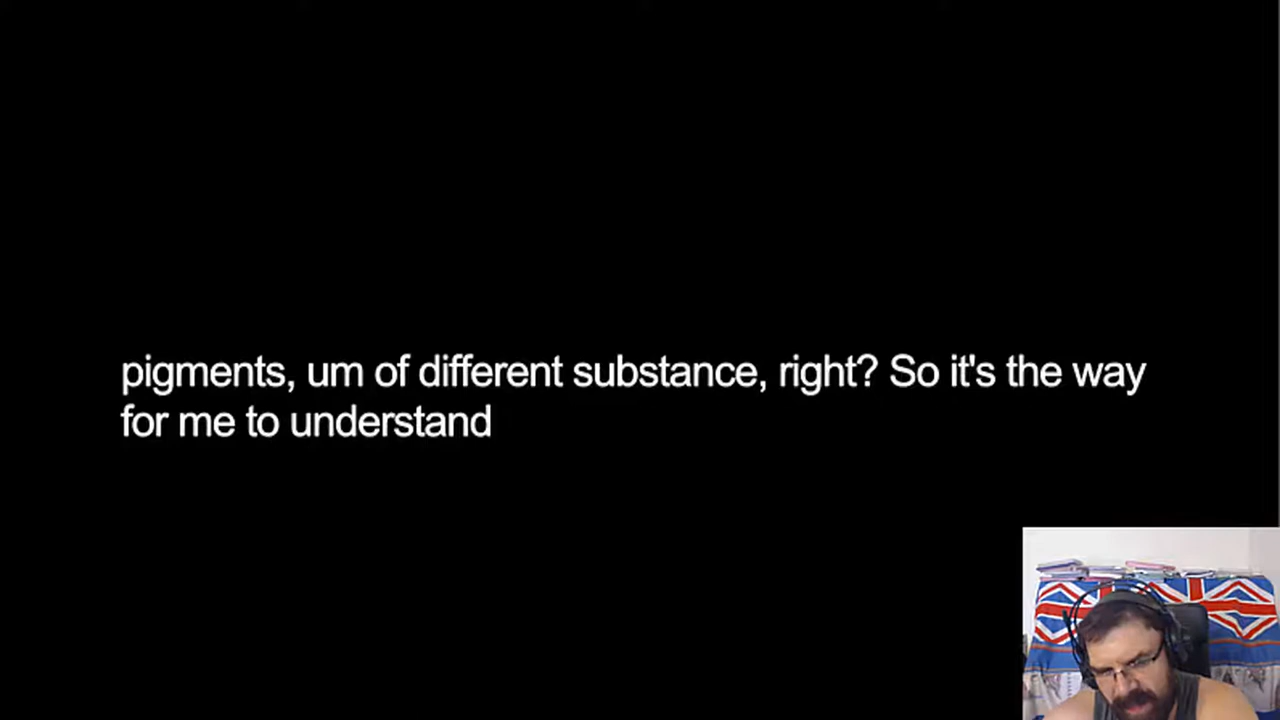 pigments, um of different substance, right? So it's the way
for me to understand